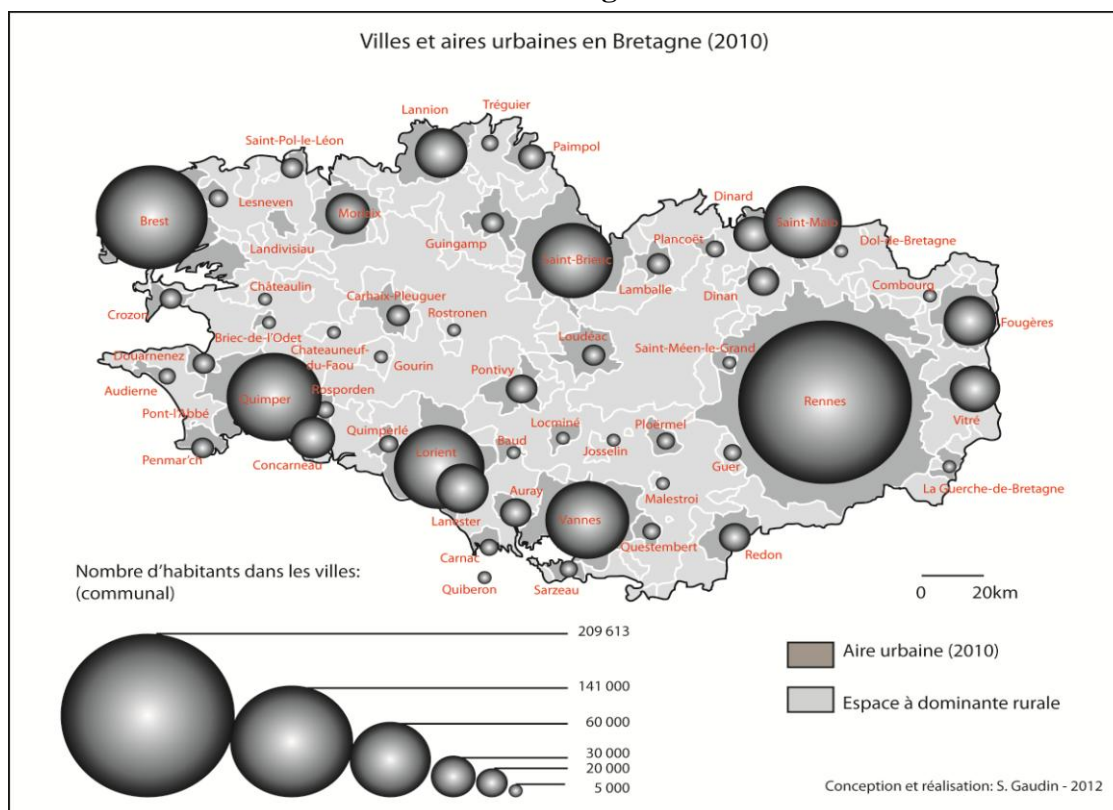 g
Villes et aires urbaines en Bretagne (2010)
Lannion
Tréguier
Saint-Pol-le-Léon
Paimpol
Dinard
Brest
Lesneven
Morlaix
Saint-Malo
Landivisiau
Guingamp
Saint-Brieuc
Plancoët
Dol-de-Bretagne
Châteaulin
Carhaix-Pleuguer
Lamballe
Dinan
Combourg
Crozon
Briec-de-l'Odet
Rostronen
Fougères
Douarnenez
Chateauneuf-
du-Faou
Gourin
Loudéac
Saint-Méen-le-Grand
Audierne
Quimper
Rosporden
Pontivy
Rennes
Pont-l'Abbé
Quimperlé
Locminé
Ploërmel
Vitré
Penmar'ch
Concarneau
Lorient
Baud
Josselin
Guer
La Guerche-de-Bretagne
Lanester
Auray
Vannes
Malestroi
Carnac
Questembert
Redon
Quiberon
Sarzeau
Nombre d'habitants dans les villes:
(communal)
0 20km
209 613
141 000
60 000
30 000
20 000
5 000
Aire urbaine (2010)
Espace à dominante rurale
Conception et réalisation: S. Gaudin - 2012